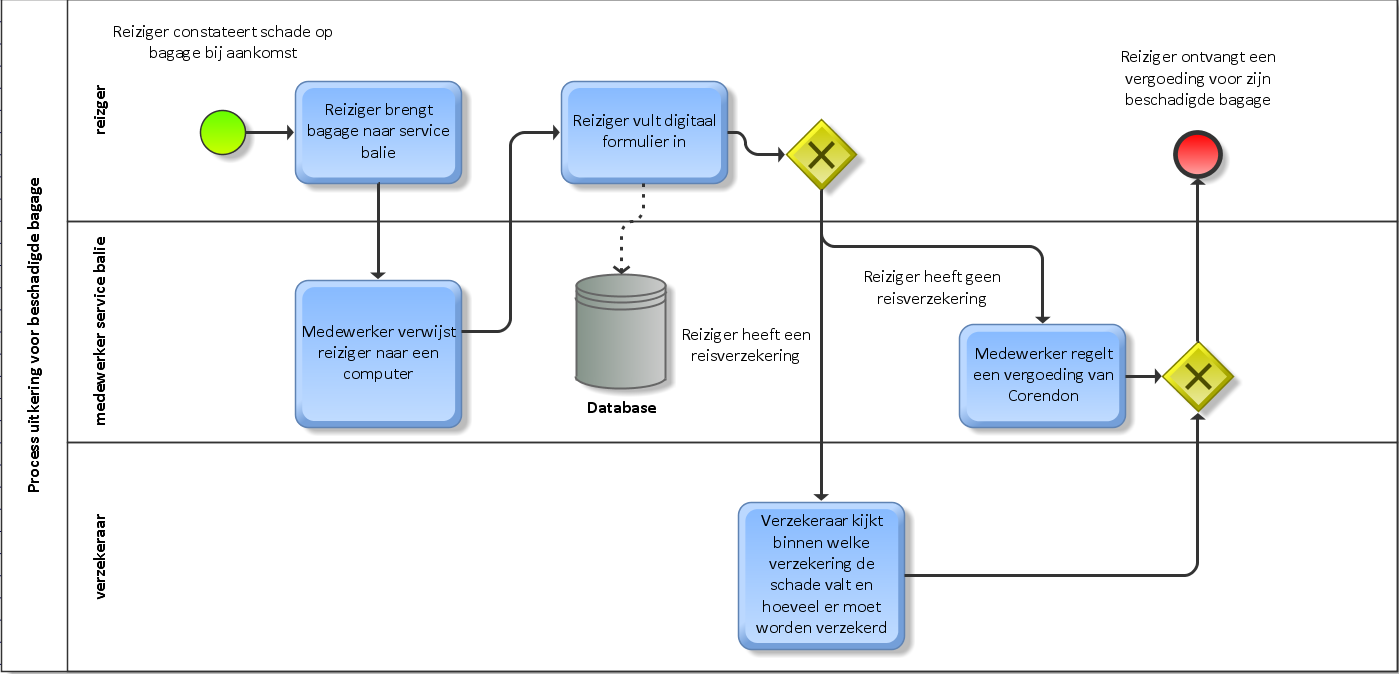 Process uitkering voor beschadigde bagage
reizger
Reiziger constateert schade op
bagage bij aankomst
Reiziger brengt
bagage naar service
balie
Reiziger vult digitaal
formulier in
Reiziger ontvangt een
vergoeding voor zijn
beschadigde bagage
medewerker service balie
Medewerker verwijst
reiziger naar een
computer
Database
Reiziger heeft een
reisverzekering
Reiziger heeft geen
reisverzekering
Medewerker regelt
een vergoeding van
Corendon
verzekeraar
Verzekeraar kijkt
binnen welke
verzekering de
schade valt en
hoeveel er moet
worden verzekerd